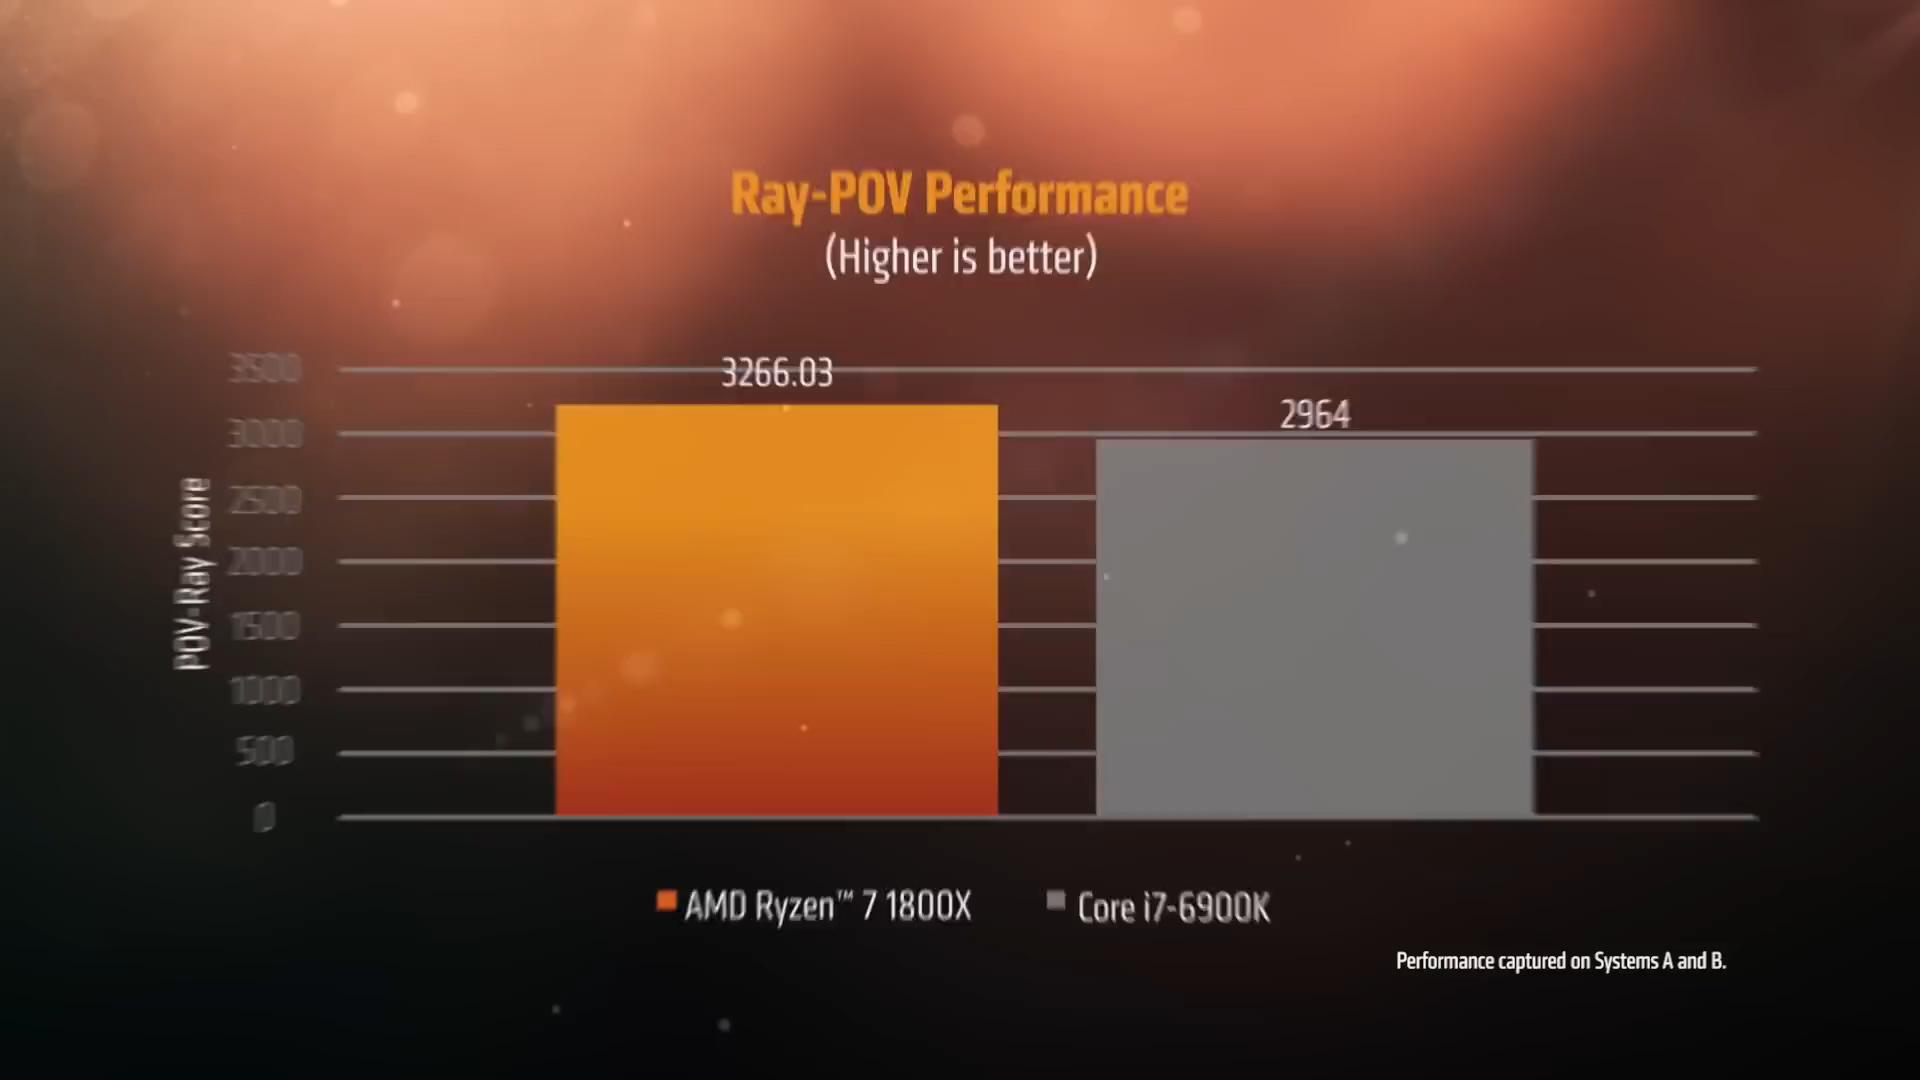 Ray-POV Performance
(Higher is better)
3500
3266.03
3000
2964
2500
2000
1500
1000
500
0
POV-Ray Score
AMD Ryzen™ 7 1800X
Core i7-6900K
Performance captured on Systems A and B.